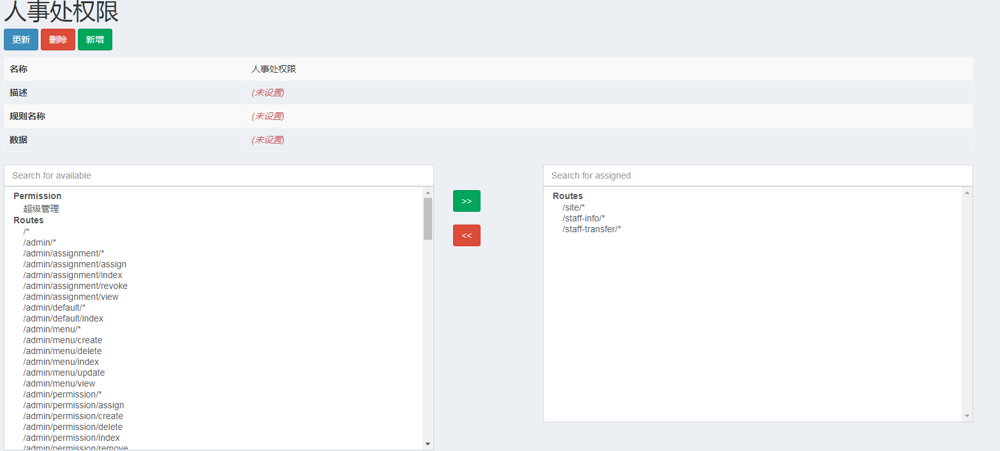 人事处权限
更新 删除 新增
名称 人事处权限
描述 (未设置)
规则名称 (未设置)
数据 (未设置)
Search for available
Permission
超级管理
Routes
/*
/admin/*
/admin/assignment/*
/admin/assignment/assign
/admin/assignment/index
/admin/assignment/revoke
/admin/assignment/view
/admin/default/*
/admin/default/index
/admin/menu/*
/admin/menu/create
/admin/menu/delete
/admin/menu/index
/admin/menu/update
/admin/menu/view
/admin/permission/*
/admin/permission/assign
/admin/permission/create
/admin/permission/delete
/admin/permission/index
/admin/permission/remove
>>
<<
Search for assigned
Routes
/site/*
/staff-info/*
/staff-transfer/*